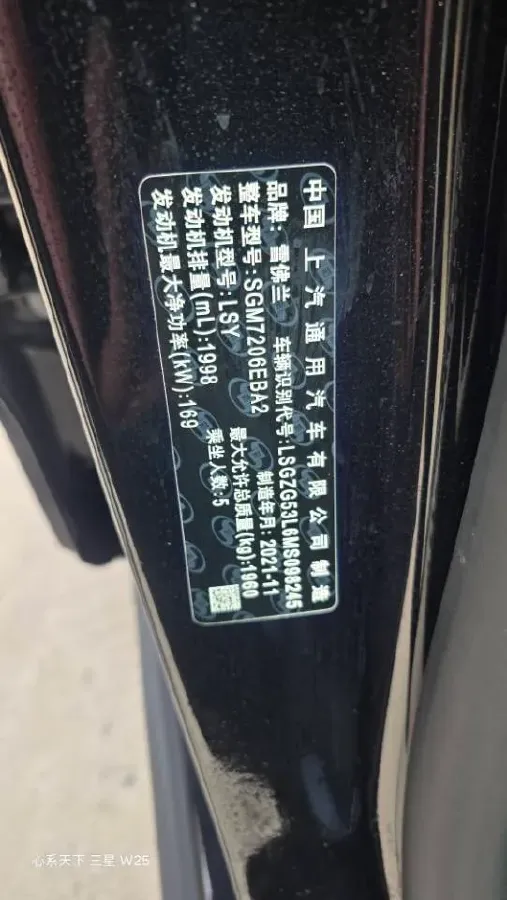 中国 上汽通用汽车有限公司制造
品牌：雪佛兰 车辆识别代号:LSGZG53L6MS098245
整车型号:SGM7206EBA2 制造年月:2021-11
发动机型号:LSY 最大允许总质量(kg):1960
发动机排量(mL):1998 乘坐人数:5
发动机最大净功率(kW):169
心系天下 三星 W25